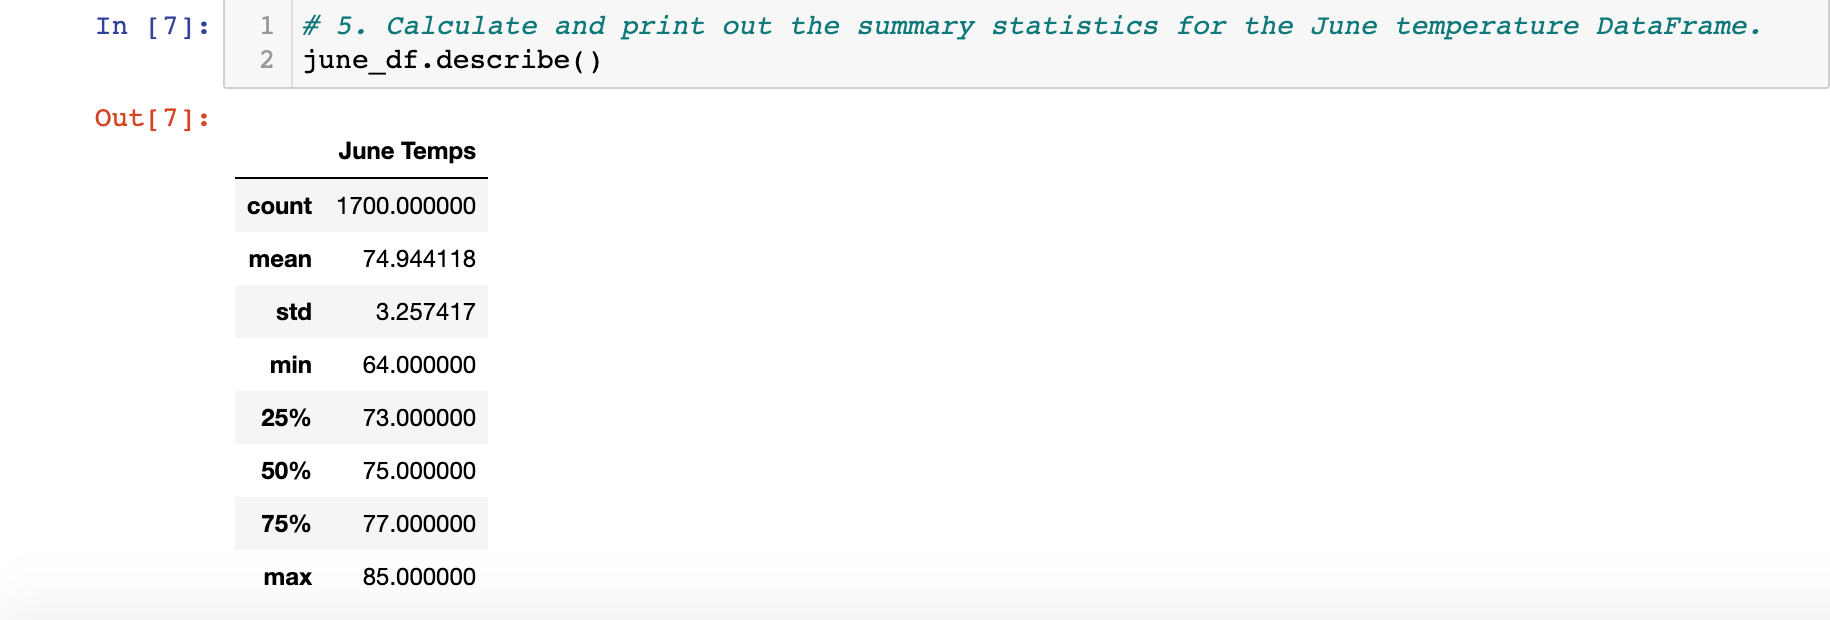 In [7]: 1 # 5. Calculate and print out the summary statistics for the June temperature DataFrame.
2 june_df.describe()
Out[7]:
June Temps
count 1700.000000
mean 74.944118
std 3.257417
min 64.000000
25% 73.000000
50% 75.000000
75% 77.000000
max 85.000000